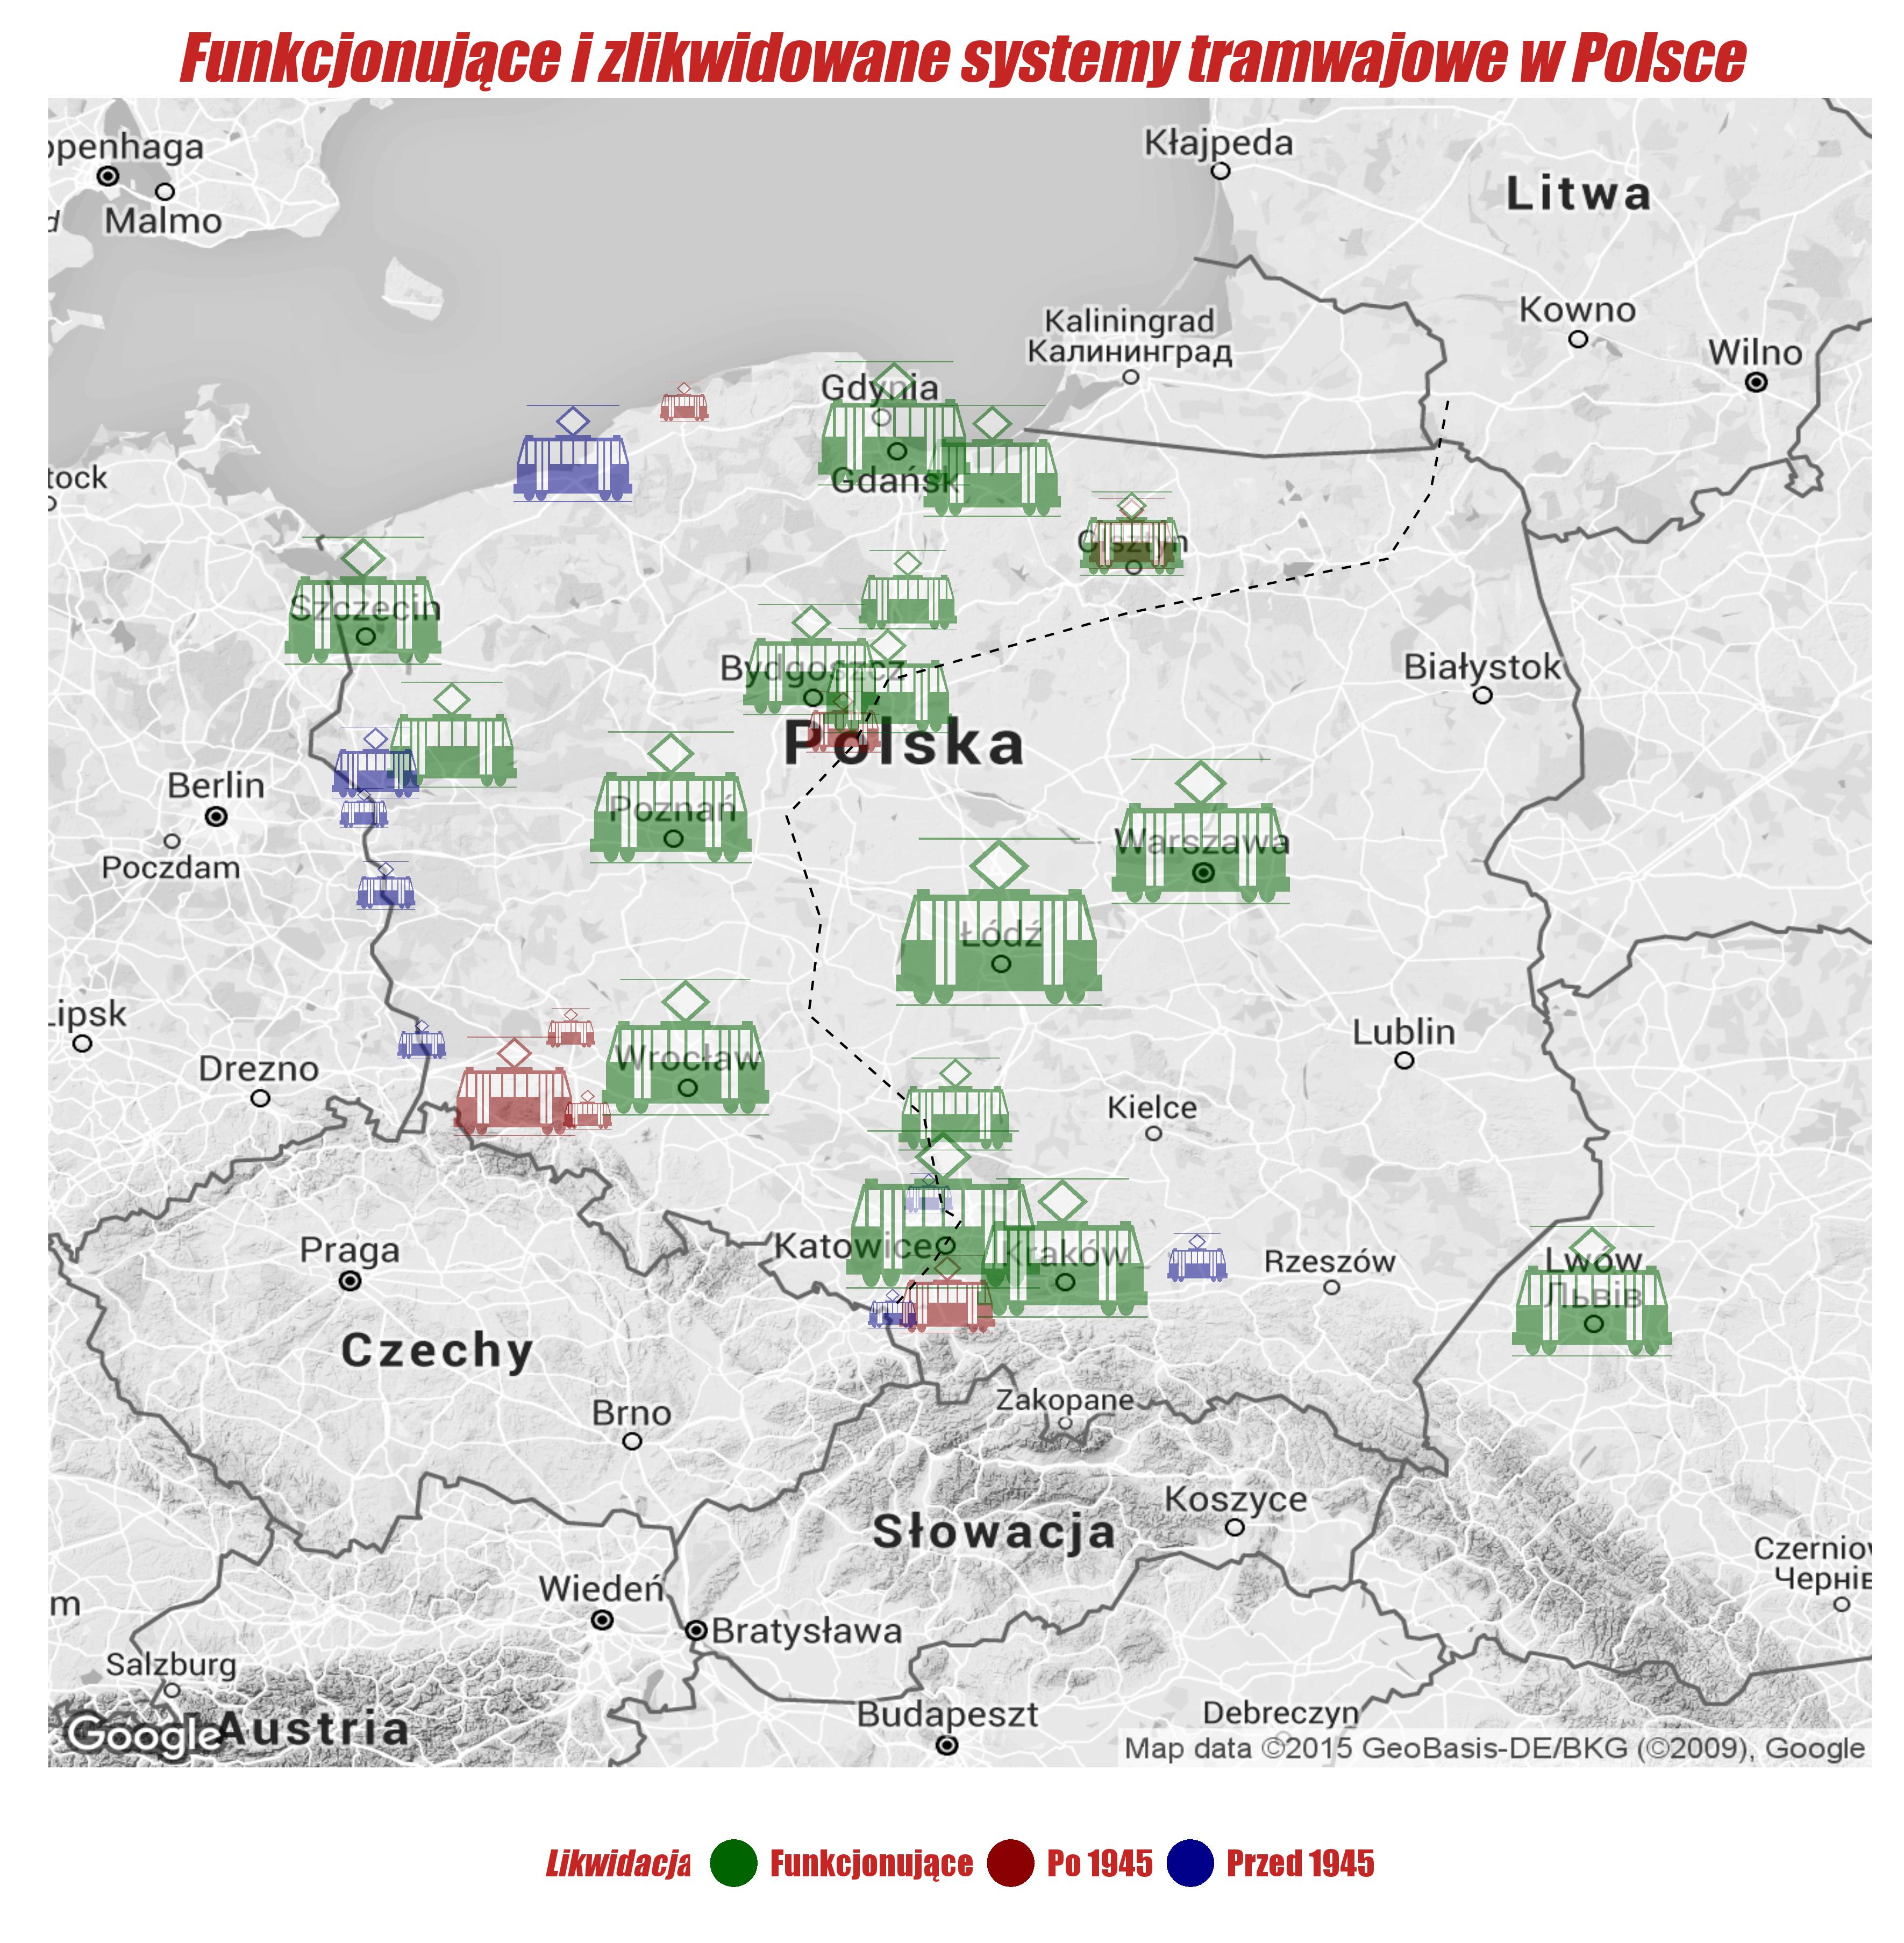 Funkcjonujące i zlikwidowane systemy tramwajowe w Polsce
openhaga
Kłajpeda
Litwa
Malmo
d
Kaliningrad
Калининград
Kowno
Wilno
Gdynia
tock
Gdańsk
Olsztyn
Szczecin
Bydgoszcz
Białystok
Polska
Berlin
Poznań
Warszawa
Poczdam
Łódź
Lipsk
Lublin
Drezno
Wrocław
Kielce
Praga
Katowice
Kraków
Rzeszów
Lwów
Львів
Czechy
Zakopane
Brno
Koszyce
Słowacja
Czerniow
Чернів
Wiedeń
m
Bratysława
Salzburg
Budapeszt
Debreczyn
Google
Austria
Map data ©2015 GeoBasis-DE/BKG (©2009), Google
Likwidacja Funkcjonujące Po 1945 Przed 1945